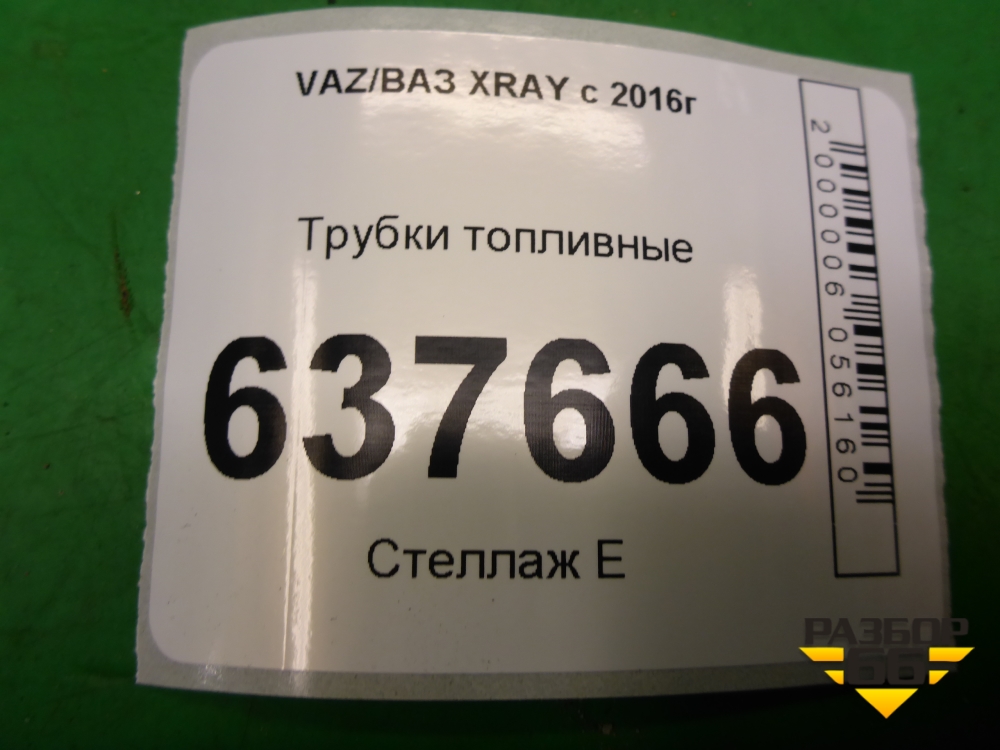 VAZ/ВАЗ XRAY с 2016г
Трубки топливные
637666
Стеллаж Е
2000006056160
РАЗБОР
66